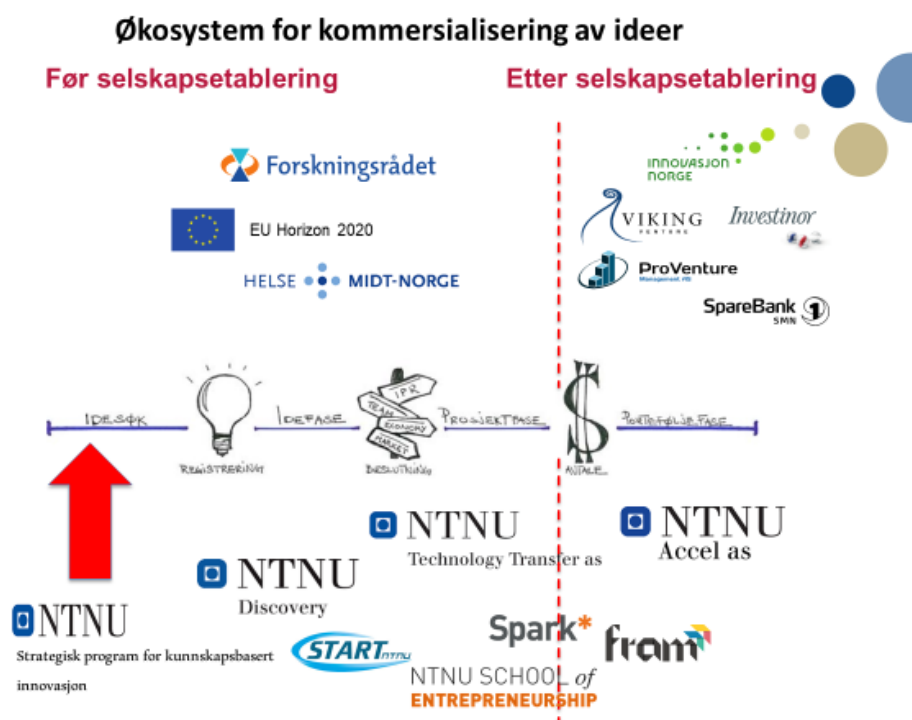 Økosystem for kommersialisering av ideer
Før selskapsetablering
Etter selskapsetablering
Forskningsrådet
EU Horizon 2020
HELSE MIDT-NORGE
INNOVASJON
NORGE
VIKING
VENTURE
Investinor
ProVenture
Management AS
SpareBank 1
SMN
IDESØK
IDEFASE
PROSJEKTFASE
PORTEFØLJEFASE
IPR
TEAM
ECONOMY
MARKET
REGISTRERING
BESLUTNING
AVTALE
NTNU
Technology Transfer as
NTNU
Accel as
NTNU
Discovery
NTNU
Strategisk program for kunnskapsbasert
innovasjon
START NTNU
Spark*
fram
NTNU SCHOOL of
ENTREPRENEURSHIP